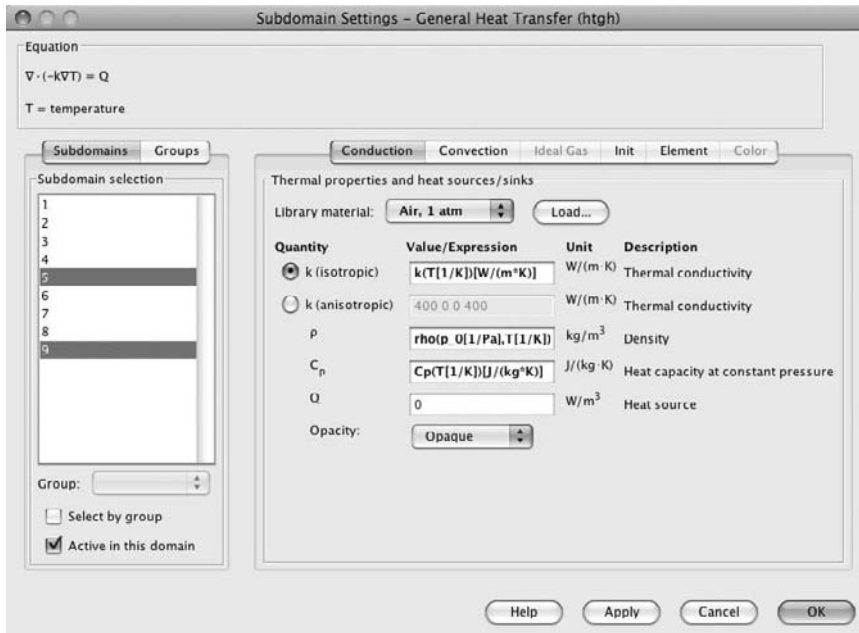 Subdomain Settings – General Heat Transfer (htgh)
Equation
∇·(-k∇T) = Q
T = temperature
Subdomains Groups
Subdomain selection
1
2
3
4
5
6
7
8
9
Group:
Select by group
Active in this domain
Conduction Convection Ideal Gas Init Element Color
Thermal properties and heat sources/sinks
Library material: Air, 1 atm Load...
Quantity Value/Expression Unit Description
k (isotropic) k(T[1/K])[W/(m*K)] W/(m·K) Thermal conductivity
k (anisotropic) 400 0 0 400 W/(m·K) Thermal conductivity
ρ rho(p_0[1/Pa],T[1/K]) kg/m³ Density
Cₚ Cp(T[1/K])[J/(kg*K)] J/(kg·K) Heat capacity at constant pressure
Q 0 W/m³ Heat source
Opacity: Opaque
Help Apply Cancel OK